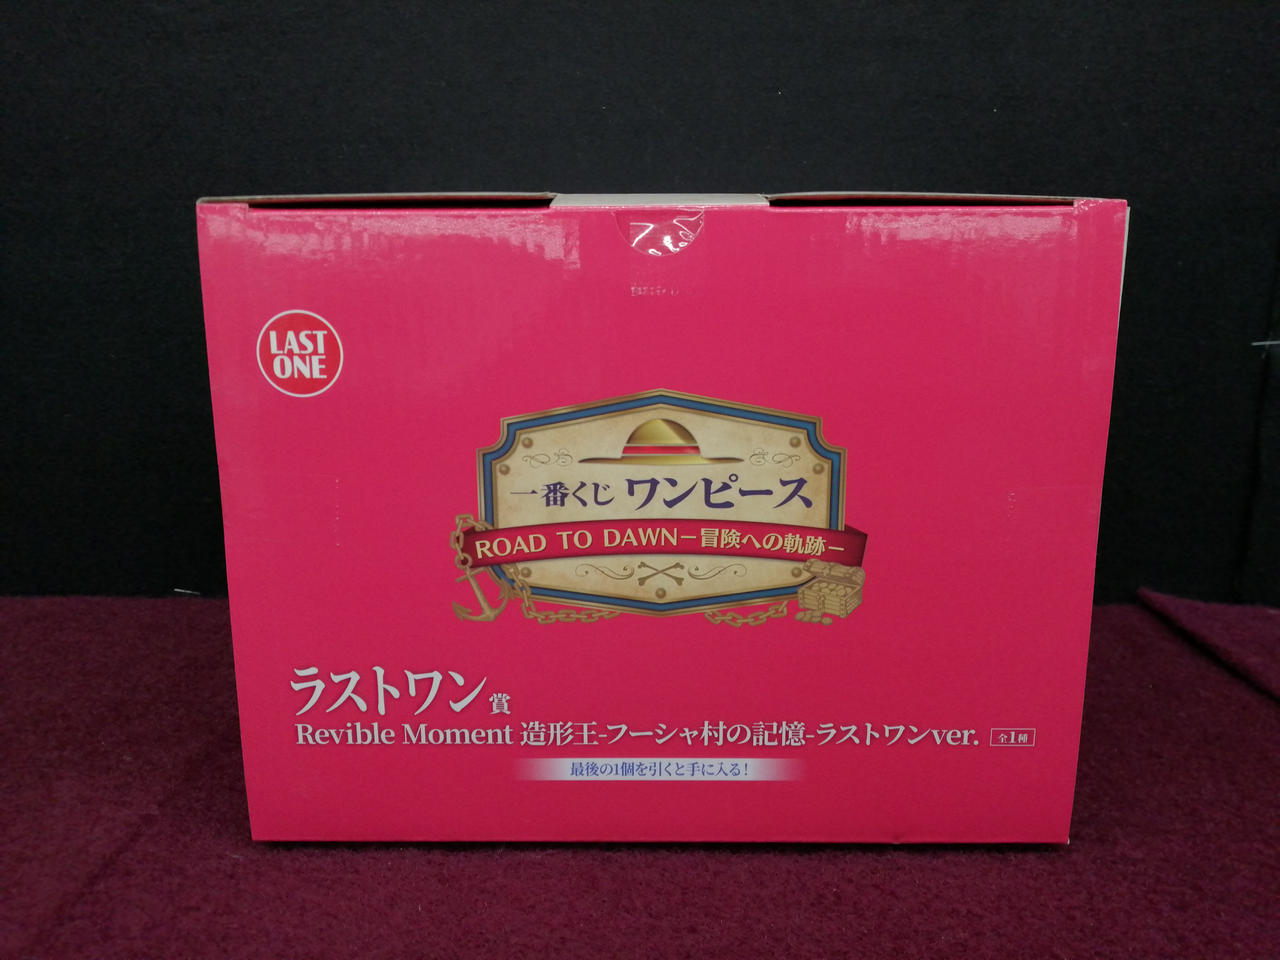 LAST
ONE
一番くじ ワンピース
ROAD TO DAWN－冒険への軌跡－
ラストワン賞
Revible Moment 造形王-フーシャ村の記憶-ラストワンver. 全1種
最後の1個を引くと手に入る!